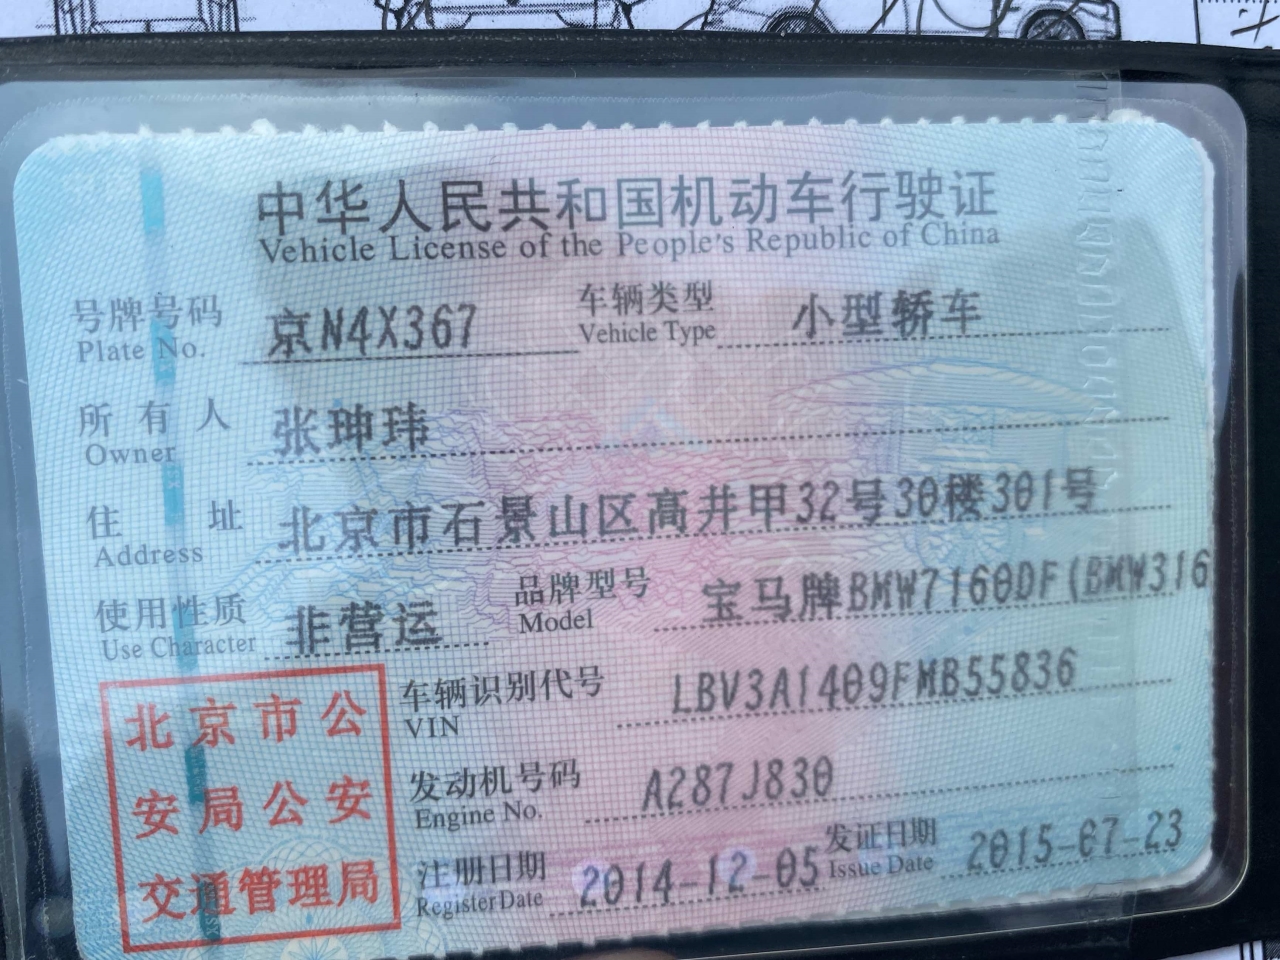 中华人民共和国机动车行驶证
Vehicle License of the People's Republic of China
号牌号码 京N4X367 车辆类型 小型轿车
Plate No. Vehicle Type
所有人 张珅玮
Owner
住址 北京市石景山区高井甲32号30楼301号
Address
使用性质 非营运 品牌型号 宝马牌BMW7160DF(BMW316
Use Character Model
车辆识别代号 LBV3A1409FMB55836
VIN
发动机号码 A287J830
Engine No.
注册日期 2014-12-05 发证日期 2015-07-23
Register Date Issue Date
北京市公
安局公安
交通管理局